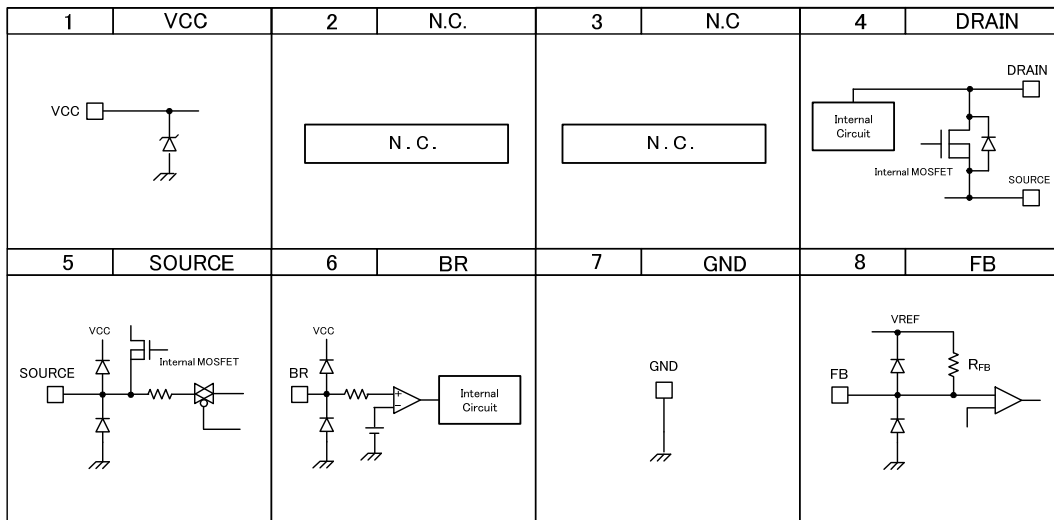 1 VCC 2 N.C. 3 N.C 4 DRAIN
VCC
N.C.
N.C.
DRAIN
Internal
Circuit
Internal MOSFET
SOURCE
5 SOURCE 6 BR 7 GND 8 FB
VCC
Internal MOSFET
SOURCE
VCC
BR
+
−
Internal
Circuit
GND
VREF
RFB
FB